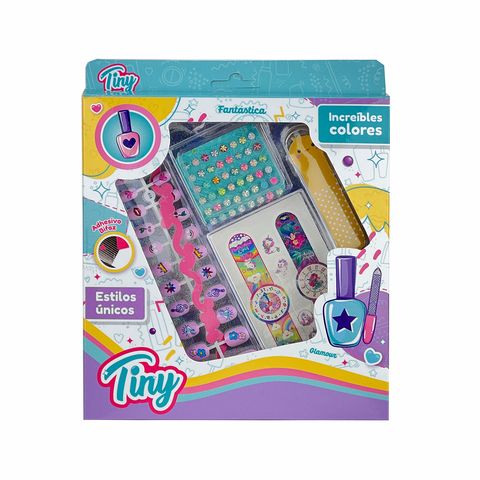 Tiny
Fantástica
Increíbles
colores
Adhesivo
Bifaz
Estilos
únicos
Glamour
Tiny